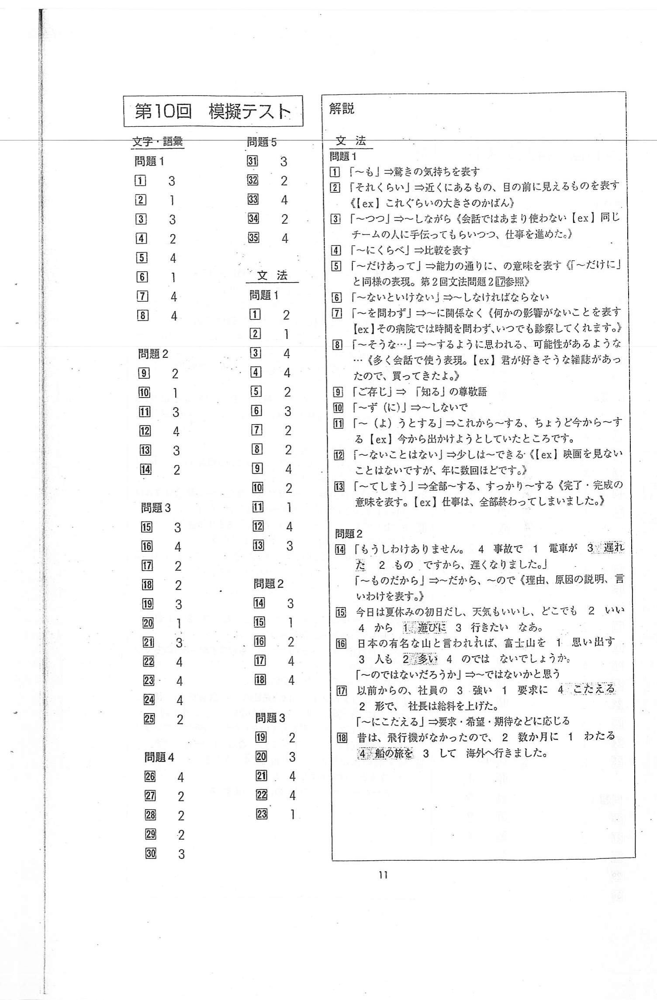 第10回　模擬テスト
文字・語彙
問題1
1　3
2　1
3　3
4　2
5　4
6　1
7　4
8　4
問題2
9　2
10　1
11　3
12　4
13　3
14　2
問題3
15　3
16　4
17　2
18　2
19　3
20　1
21　3
22　4
23　4
24　4
25　2
問題4
26　4
27　2
28　2
29　2
30　3
問題5
31　3
32　2
33　4
34　2
35　4
文　法
問題1
1　2
2　1
3　4
4　4
5　2
6　3
7　2
8　2
9　4
10　2
11　1
12　4
13　3
問題2
14　3
15　1
16　2
17　4
18　4
問題3
19　2
20　3
21　4
22　4
23　1
解説
文　法
問題1
1　「～も」⇒驚きの気持ちを表す
2　「それくらい」⇒近くにあるもの、目の前に見えるものを表す
《【ex】これぐらいの大きさのかばん》
3　「～つつ」⇒～しながら《会話ではあまり使わない【ex】同じ
チームの人に手伝ってもらいつつ、仕事を進めた。》
4　「～にくらべ」⇒比較を表す
5　「～だけあって」⇒能力の通りに、の意味を表す《「～だけに」
と同様の表現。第2回文法問題2 17参照》
6　「～ないといけない」⇒～しなければならない
7　「～を問わず」⇒～に関係なく《何かの影響がないことを表す
【ex】その病院では時間を問わず、いつでも診察してくれます。》
8　「～そうな…」⇒～するように思われる、可能性があるような
…《多く会話で使う表現。【ex】君が好きそうな雑誌があっ
たので、買ってきたよ。》
9　「ご存じ」⇒「知る」の尊敬語
10　「～ず（に）」⇒～しないで
11　「～（よ）うとする」⇒これから～する、ちょうど今から～す
る【ex】今から出かけようとしていたところです。
12　「～ないことはない」⇒少しは～できる《【ex】映画を見ない
ことはないですが、年に数回ほどです。》
13　「～てしまう」⇒全部～する、すっかり～する《完了・完成の
意味を表す。【ex】仕事は、全部終わってしまいました。》
問題2
14　「もうしわけありません。　4　事故で　1　電車が　3　遅れ
た　2　もの　ですから、遅くなりました。」
「～ものだから」⇒～だから、～ので《理由、原因の説明、言
いわけを表す。》
15　今日は夏休みの初日だし、天気もいいし、どこでも　2　いい
4　から　1　遊びに　3　行きたい　なあ。
16　日本の有名な山と言われれば、富士山を　1　思い出す
3　人も　2　多い　4　のでは　ないでしょうか。
「～のではないだろうか」⇒～ではないかと思う
17　以前からの、社員の　3　強い　1　要求に　4　こたえる
2　形で、　社長は給料を上げた。
「～にこたえる」⇒要求・希望・期待などに応じる
18　昔は、飛行機がなかったので、　2　数か月に　1　わたる
4　船の旅を　3　して　海外へ行きました。
11